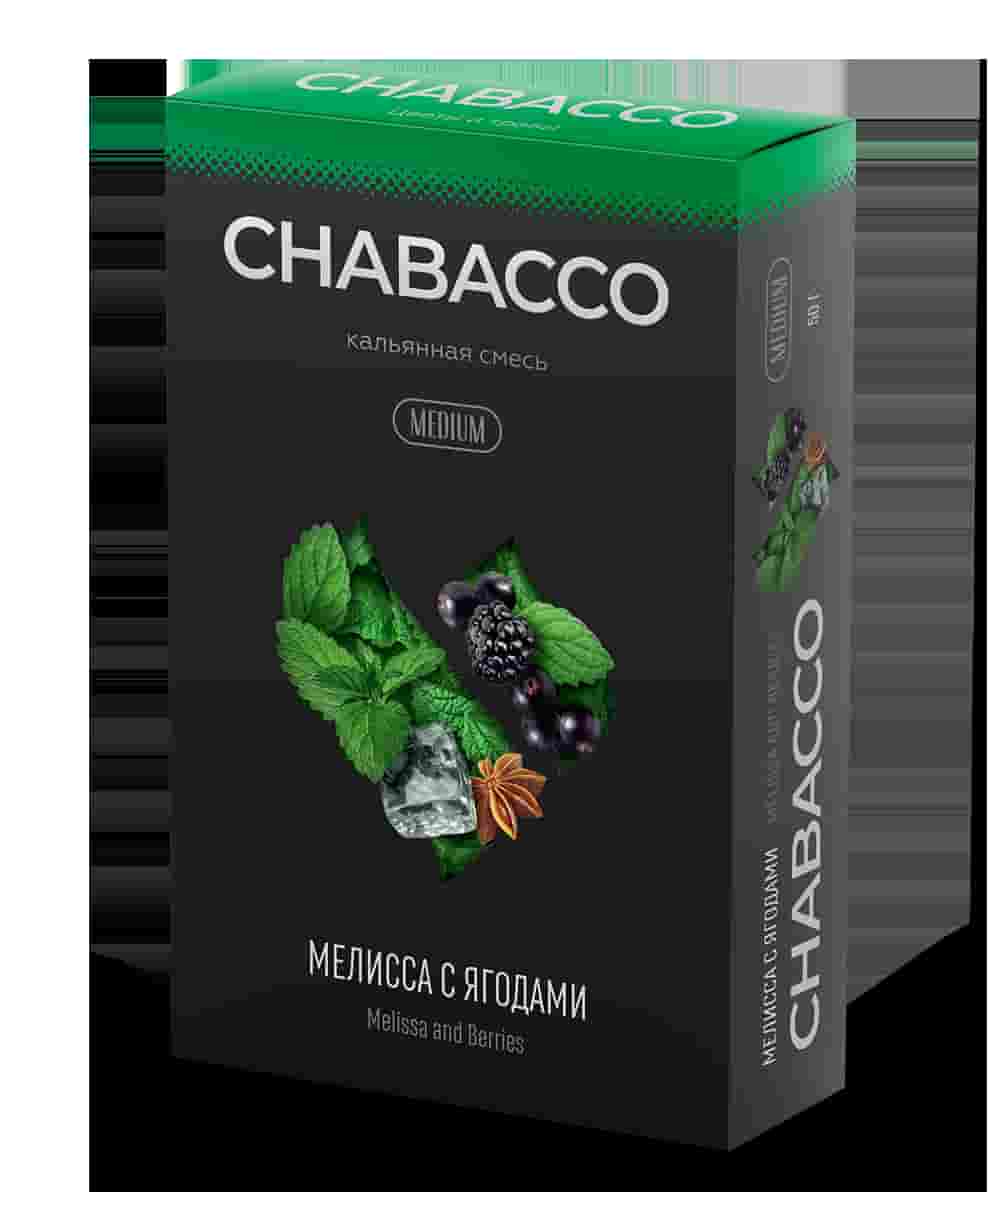 CHABACCO
CHABACCO
кальянная смесь
MEDIUM
МЕЛИССА С ЯГОДАМИ
Melissa and Berries
MEDIUM
50 г
МЕЛИССА С ЯГОДАМИ
CHABACCO